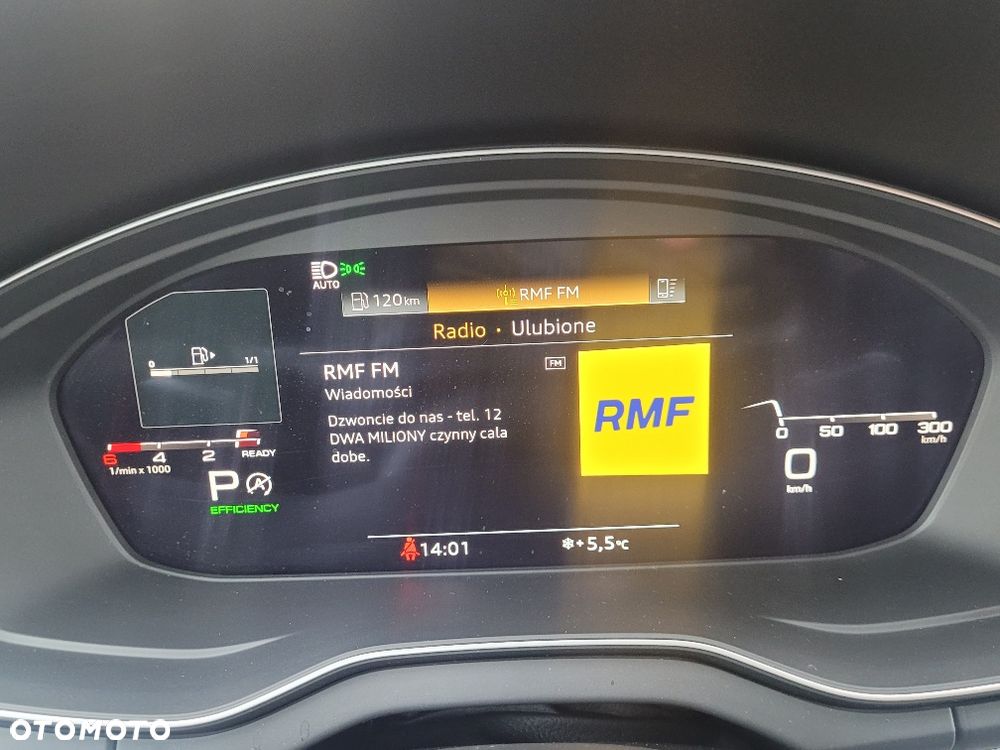 AUTO
120 km
RMF FM
Radio · Ulubione
0 1/1
RMF FM
FM
Wiadomości
Dzwoncie do nas - tel. 12
DWA MILIONY czynny cala
dobe.
RMF
6 4 2 READY
1/min x 1000
P A
EFFICIENCY
0 50 100 300
km/h
0
km/h
14:01
+5,5°C
OTOMOTO